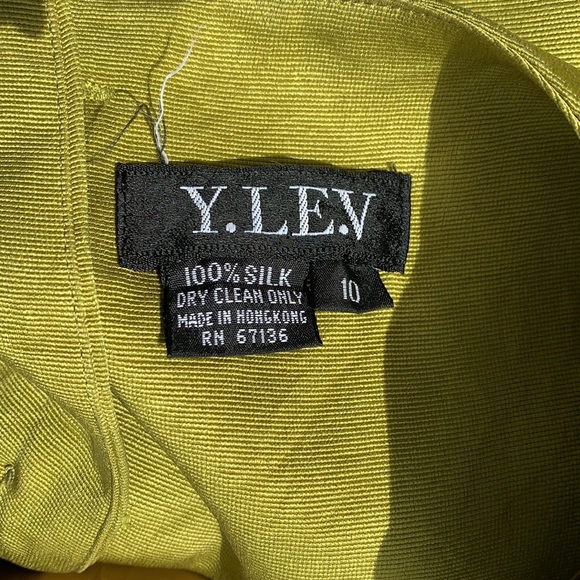 Y.LE.V
100% SILK
DRY CLEAN ONLY
MADE IN HONGKONG
RN 67136
10